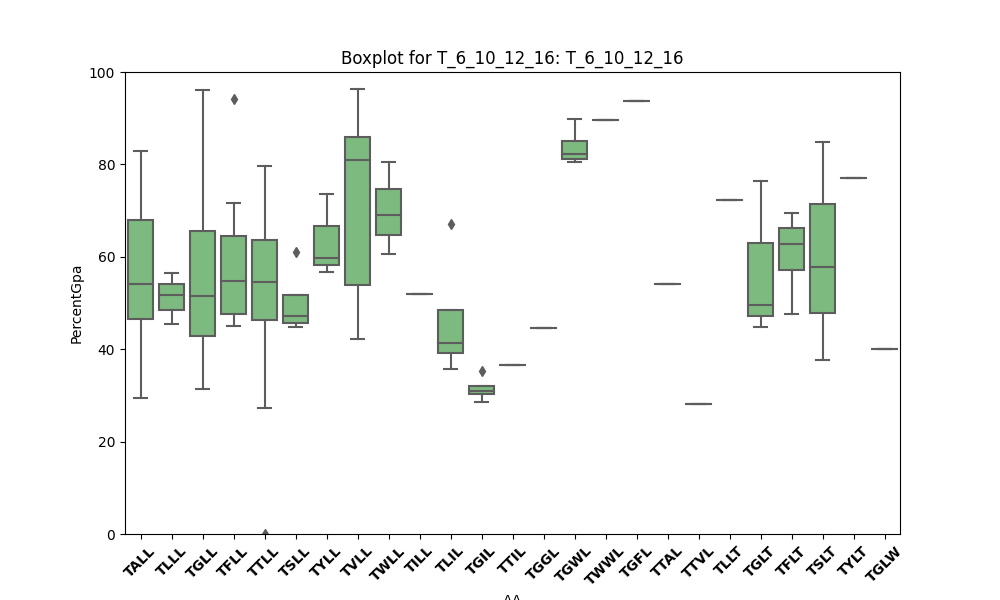 Boxplot for T_6_10_12_16: T_6_10_12_16
100
80
60
40
20
0
PercentGpa
TALL TLLL TGLL TFLL TTLL TSLL TYLL TVLL TWLL TILL TLIL TGIL TTIL TGGL TGWL TWWL TGFL TTAL TTVL TLLT TGLT TFLT TSLT TYLT TGLW
AA